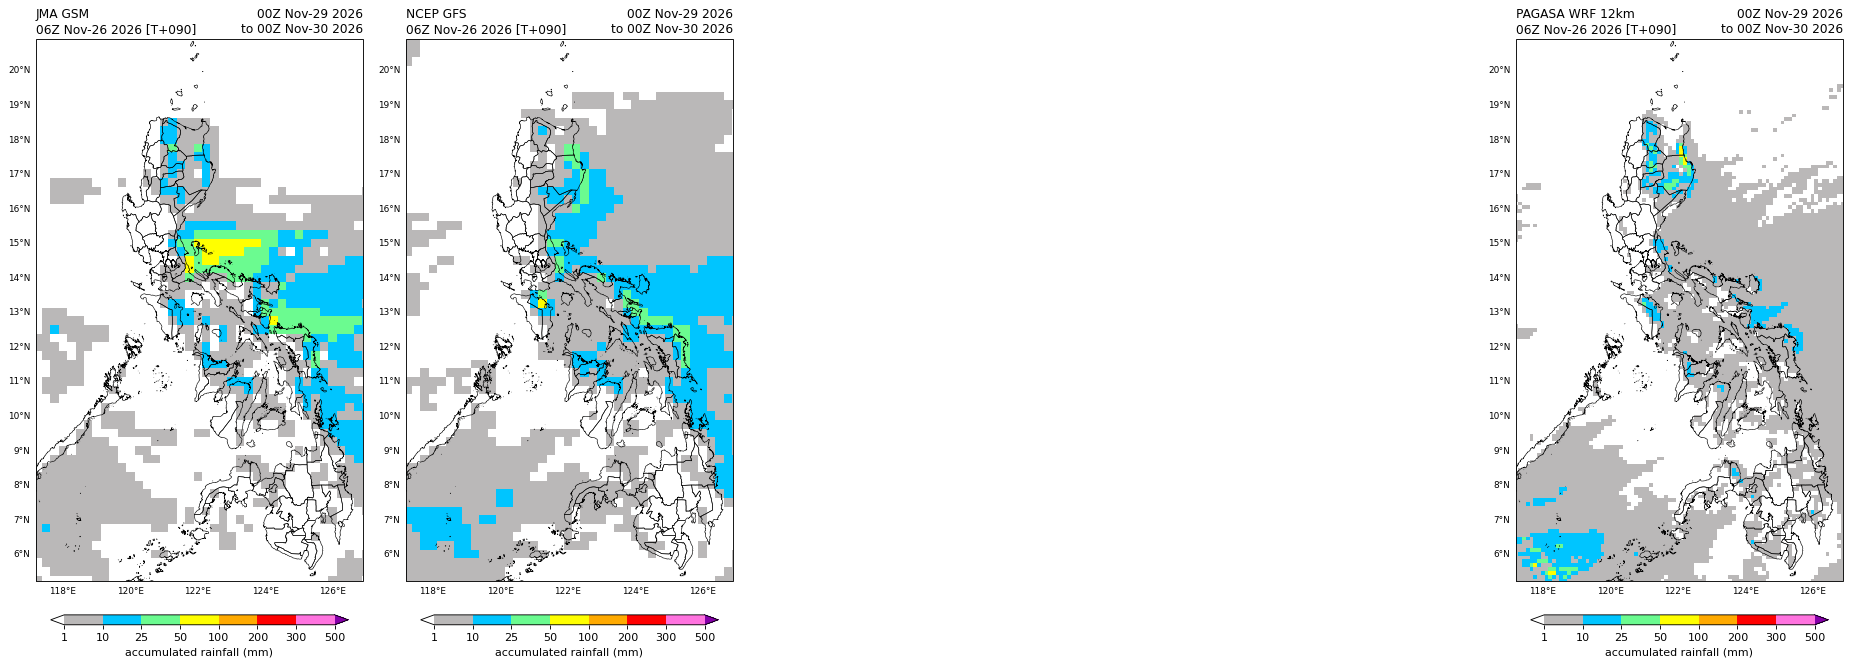 JMA GSM 00Z Nov-29 2026
06Z Nov-26 2026 [T+090] to 00Z Nov-30 2026
20°N
19°N
18°N
17°N
16°N
15°N
14°N
13°N
12°N
11°N
10°N
9°N
8°N
7°N
6°N
118°E 120°E 122°E 124°E 126°E
1 10 25 50 100 200 300 500
accumulated rainfall (mm)
NCEP GFS 00Z Nov-29 2026
06Z Nov-26 2026 [T+090] to 00Z Nov-30 2026
20°N
19°N
18°N
17°N
16°N
15°N
14°N
13°N
12°N
11°N
10°N
9°N
8°N
7°N
6°N
118°E 120°E 122°E 124°E 126°E
1 10 25 50 100 200 300 500
accumulated rainfall (mm)
PAGASA WRF 12km 00Z Nov-29 2026
06Z Nov-26 2026 [T+090] to 00Z Nov-30 2026
20°N
19°N
18°N
17°N
16°N
15°N
14°N
13°N
12°N
11°N
10°N
9°N
8°N
7°N
6°N
118°E 120°E 122°E 124°E 126°E
1 10 25 50 100 200 300 500
accumulated rainfall (mm)